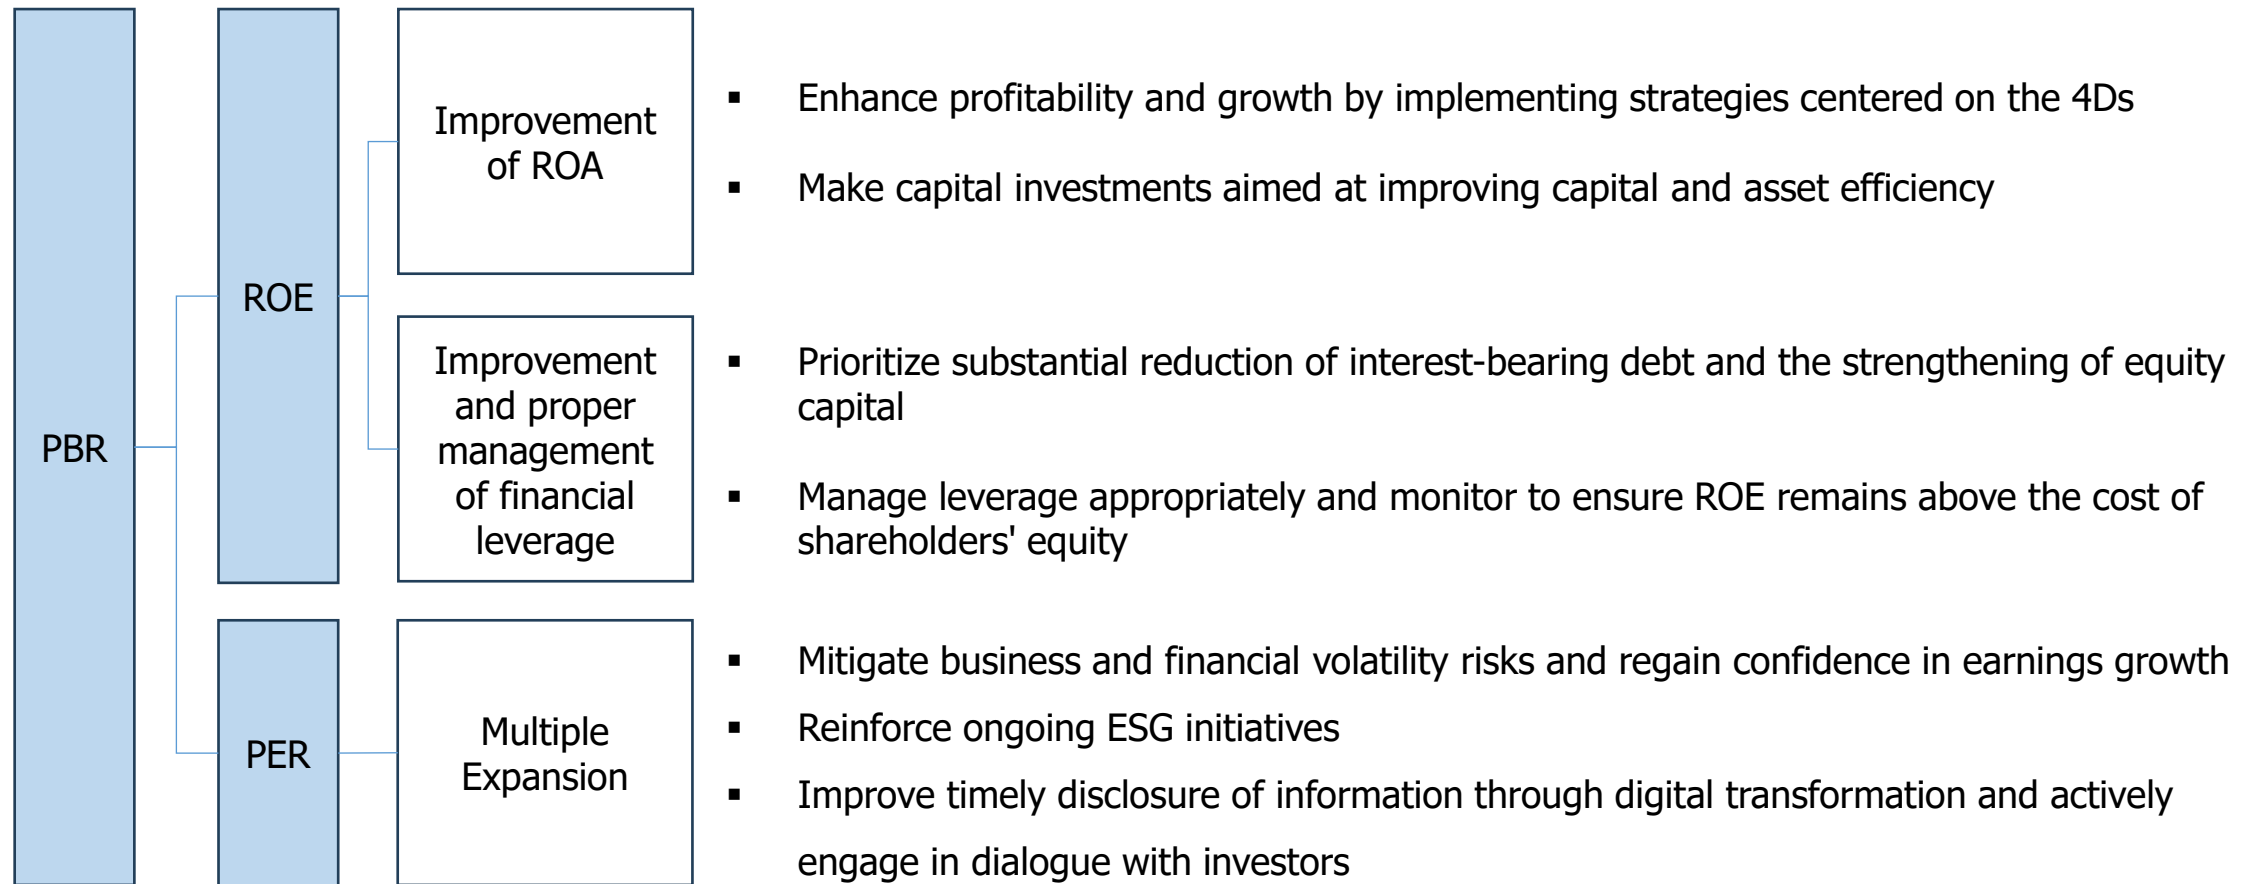 PBR
ROE
Improvement
of ROA
▪ Enhance profitability and growth by implementing strategies centered on the 4Ds
▪ Make capital investments aimed at improving capital and asset efficiency
Improvement
and proper
management
of financial
leverage
▪ Prioritize substantial reduction of interest-bearing debt and the strengthening of equity
capital
▪ Manage leverage appropriately and monitor to ensure ROE remains above the cost of
shareholders' equity
PER
Multiple
Expansion
▪ Mitigate business and financial volatility risks and regain confidence in earnings growth
▪ Reinforce ongoing ESG initiatives
▪ Improve timely disclosure of information through digital transformation and actively
engage in dialogue with investors